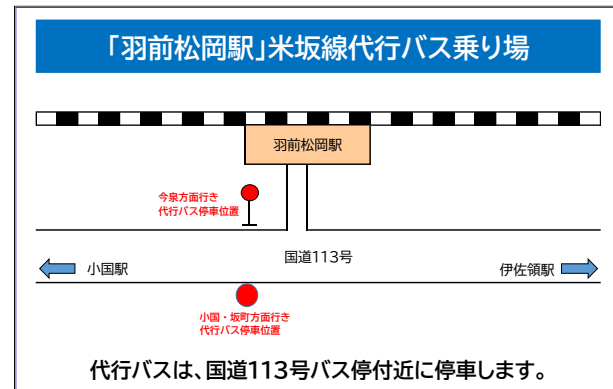 「羽前松岡駅」米坂線代行バス乗り場
羽前松岡駅
今泉方面行き
代行バス停車位置
国道113号
小国駅
伊佐領駅
小国・坂町方面行き
代行バス停車位置
代行バスは、国道113号バス停付近に停車します。